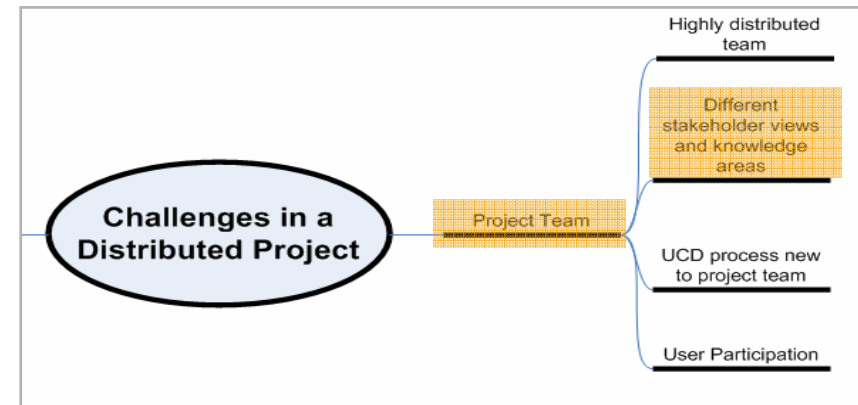 Highly distributed
team
Different
stakeholder views
and knowledge
areas
Challenges in a
Distributed Project
Project Team
UCD process new
to project team
User Participation